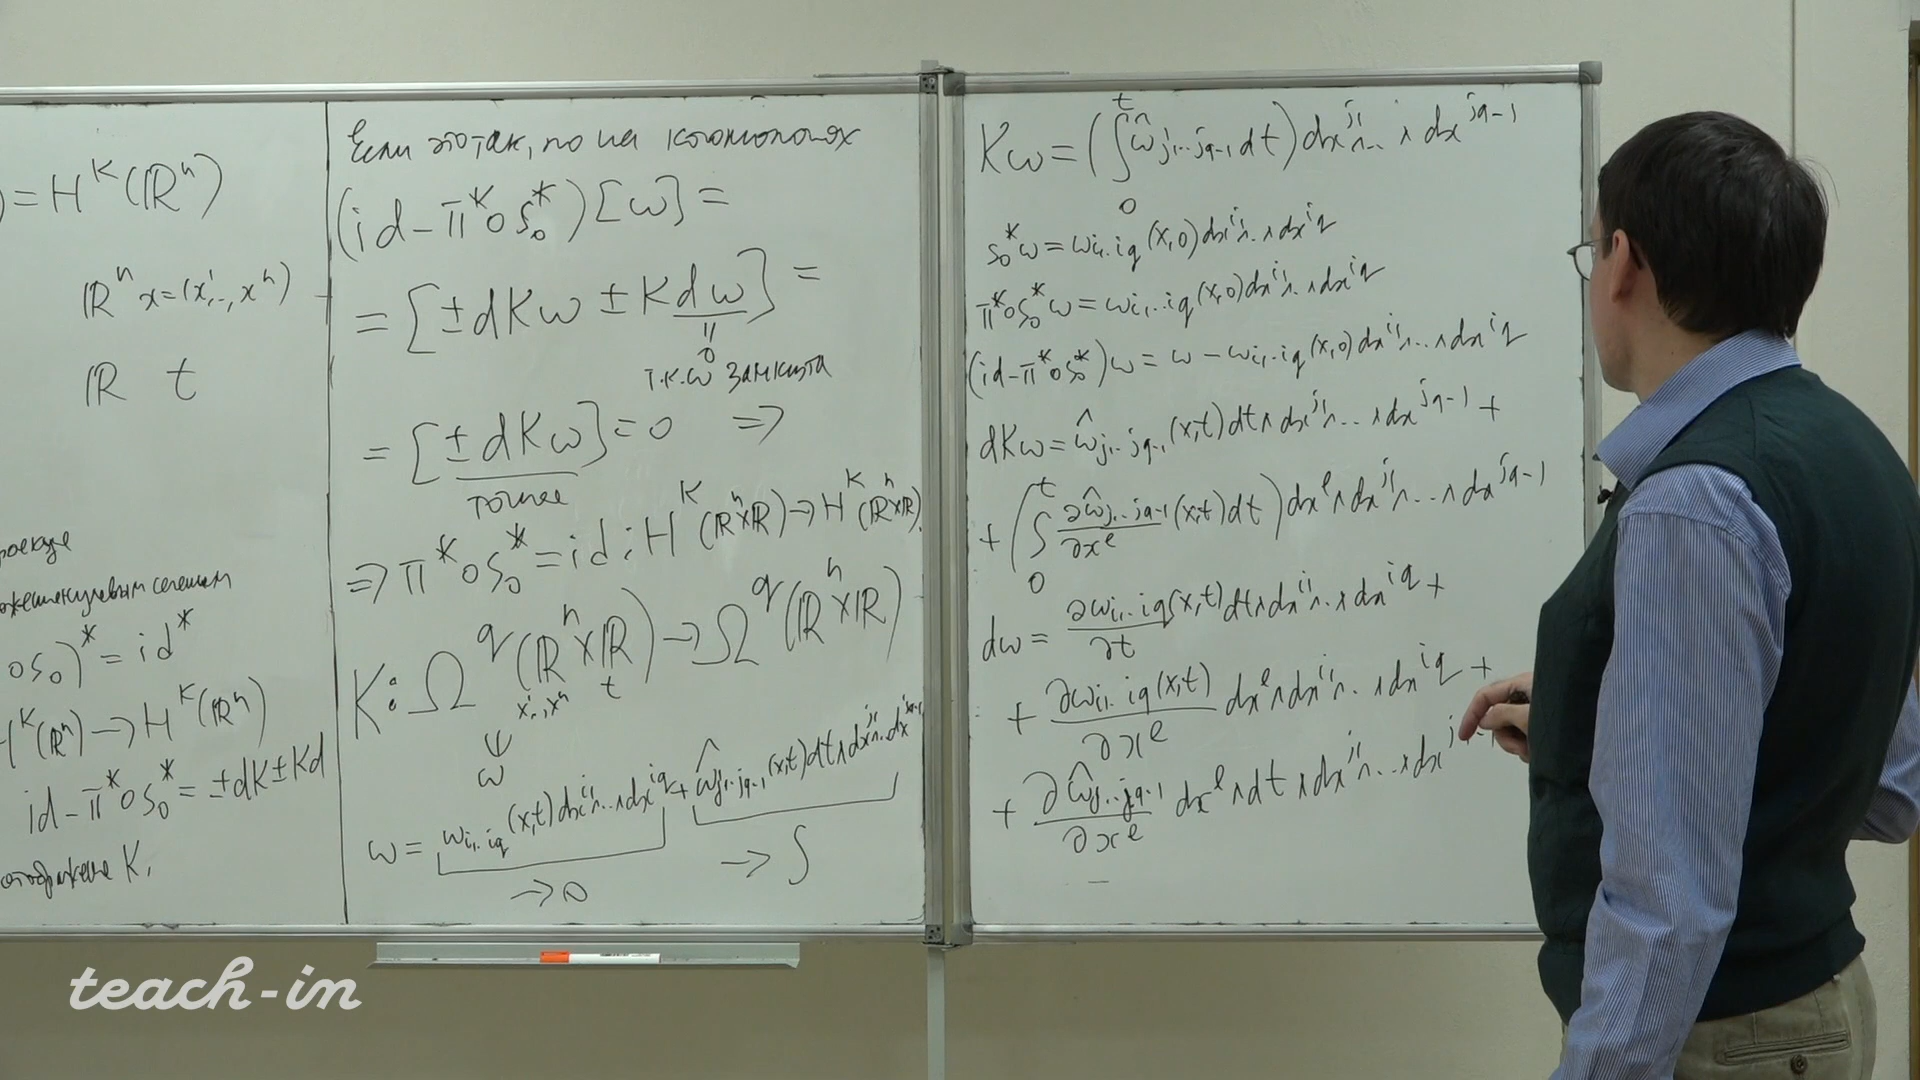 ) = H^K(ℝ^n)
ℝ^n x=(x^1,..,x^n)
ℝ t
∘s_0)^* = id^*
H^K(ℝ^n) → H^K(ℝ^n)
id - π^*∘s_0^* = ±dK±Kd
K,
Если это так, то на когомологиях
(id - π^*∘s_0^*)[ω] =
= [±dKω ± Kdω] =
||
0
т.к. ω замкнута
= [±dKω] = 0 ⇒
точная
⇒ π^*∘s_0^* = id: H^K(ℝ^n×ℝ) → H^K(ℝ^n×ℝ).
K: Ω^q(ℝ^n×ℝ) → Ω^q(ℝ^n×ℝ)
x^1,..,x^n t
ω
ω = ω_{i_1..i_q}(x,t)dx^{i_1}∧..∧dx^{i_q} + ω̂_{j_1..j_{q-1}}(x,t)dt∧dx^{j_1}∧..dx^{j_{q-1}}
→ 0 → ∫
Kω = (∫_0^t ω̂_{j_1..j_{q-1}}dt)dx^{j_1}∧..∧dx^{j_{q-1}}
s_0^*ω = ω_{i_1..i_q}(x,0)dx^{i_1}∧..∧dx^{i_q}
π^*∘s_0^*ω = ω_{i_1...i_q}(x,0)dx^{i_1}∧..∧dx^{i_q}
(id-π^*∘s_0^*)ω = ω - ω_{i_1..i_q}(x,0)dx^{i_1}∧...∧dx^{i_q}
dKω = ω̂_{j_1..j_{q-1}}(x,t)dt∧dx^{j_1}∧...∧dx^{j_{q-1}} +
+ (∫_0^t ∂ω̂_{j_1..j_{q-1}}/∂x^ℓ (x,t)dt)dx^ℓ∧dx^{j_1}∧...∧dx^{j_{q-1}}
dω = ∂ω_{i_1..i_q}(x,t)/∂t dt∧dx^{i_1}∧..∧dx^{i_q} +
+ ∂ω_{i_1..i_q}(x,t)/∂x^ℓ dx^ℓ∧dx^{i_1}∧..∧dx^{i_q} +
+ ∂ω̂_{j_1..j_{q-1}}/∂x^ℓ dx^ℓ∧dt∧dx^{j_1}∧...∧dx^{j_{q-1}}
teach-in